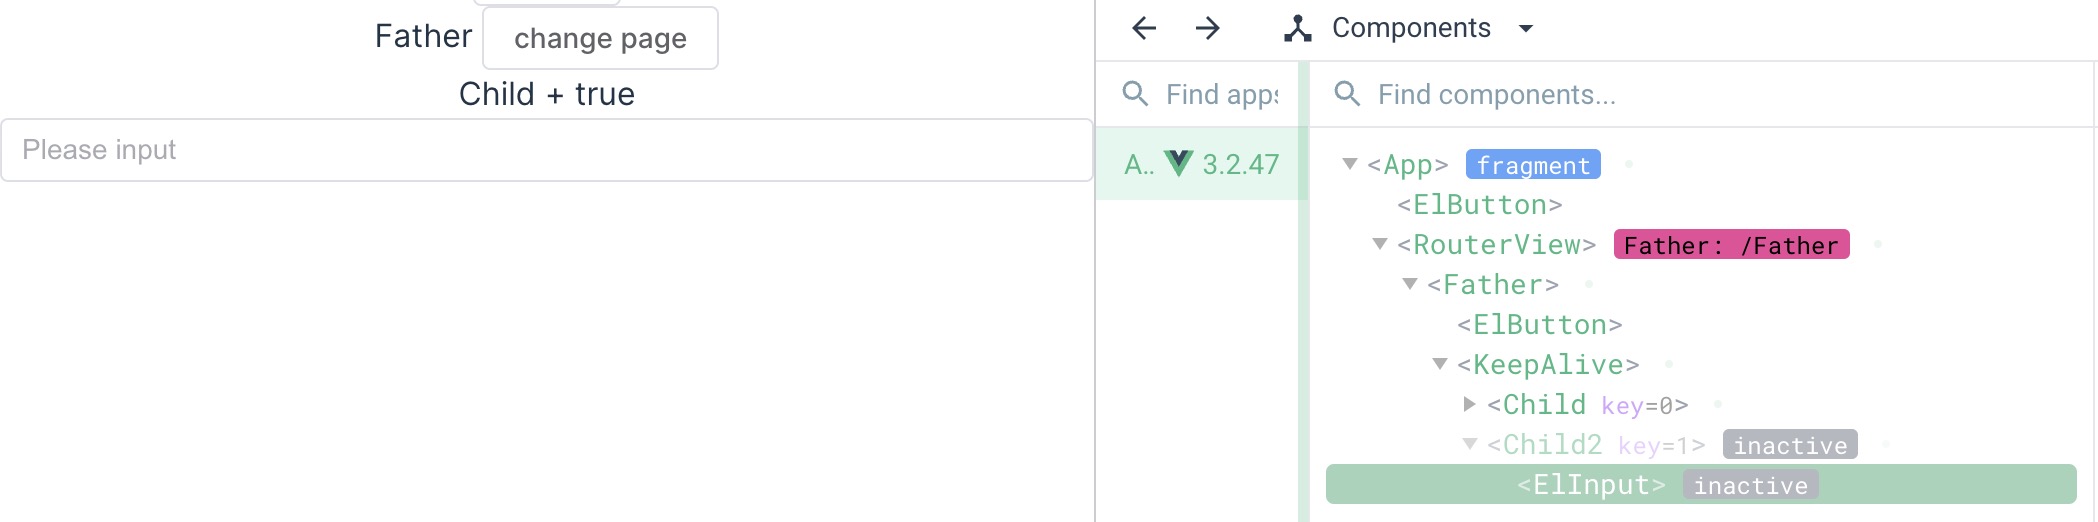 Father change page
Child + true
Please input
Components
Find apps
Find components...
A.. 3.2.47
<App> fragment
<ElButton>
<RouterView> Father: /Father
<Father>
<ElButton>
<KeepAlive>
<Child key=0>
<Child2 key=1> inactive
<ElInput> inactive